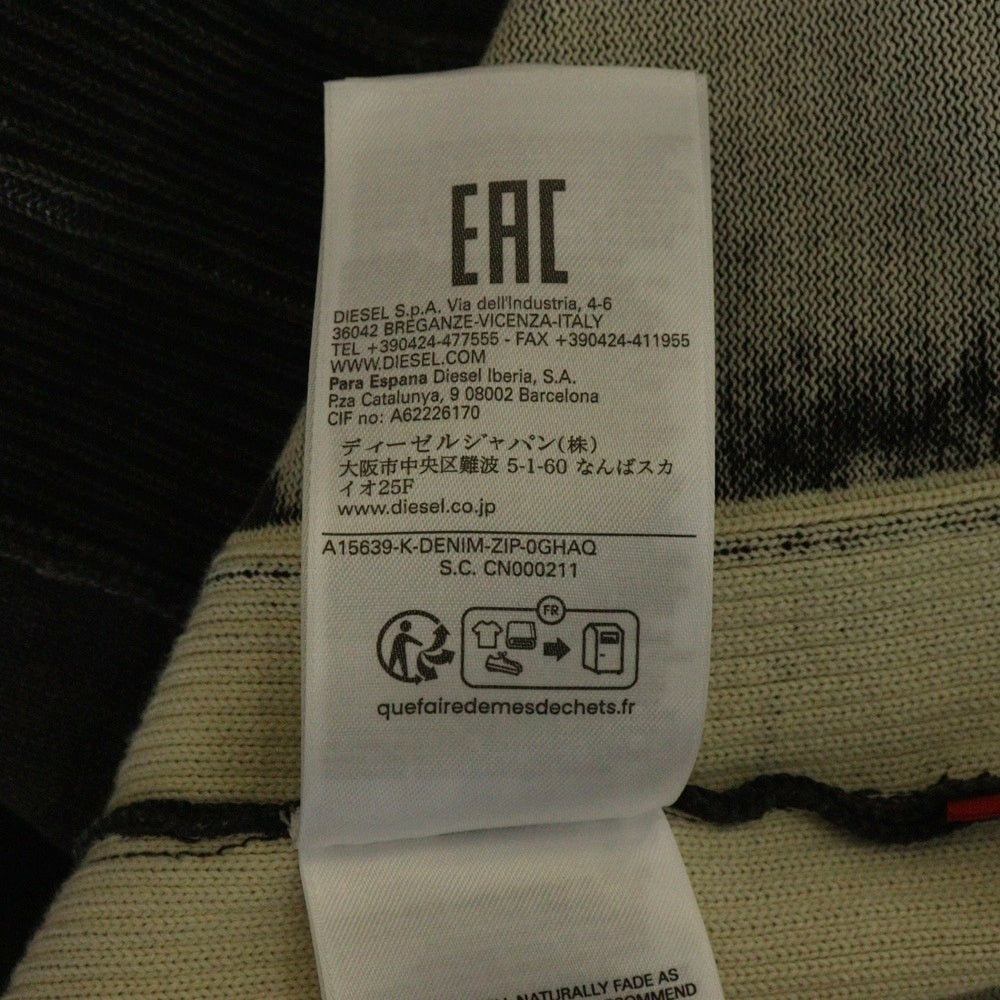 EAC
DIESEL S.p.A. Via dell'Industria, 4-6
36042 BREGANZE-VICENZA-ITALY
TEL +390424-477555 - FAX +390424-411955
WWW.DIESEL.COM
Para Espana Diesel Iberia, S.A.
P.za Catalunya, 9 08002 Barcelona
CIF no: A62226170
ディーゼルジャパン(株)
大阪市中央区難波 5-1-60 なんばスカ
イオ25F
www.diesel.co.jp
A15639-K-DENIM-ZIP-0GHAQ
S.C. CN000211
FR
quefairedemesdechets.fr
NATURALLY FADE AS
RECOMMEND